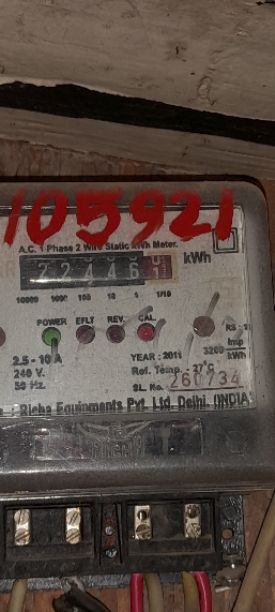 105921
A.C. 1 Phase 2 Wire Static kWh Meter.
22446 kWh
10000 1000 100 10 1 1/10
POWER EFLT REV. CAL.
3200 Imp kWh
2.5 - 10 A
240 V.
50 Hz.
YEARː 2011
Ref. Temp. : 27°C
SL. No. 260734
Richa Equipments Pvt. Ltd. Delhi (INDIA)